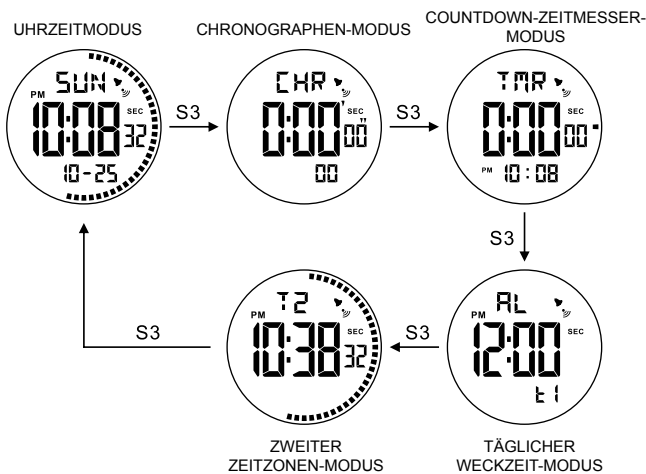 UHRZEITMODUS
CHRONOGRAPHEN-MODUS
COUNTDOWN-ZEITMESSER-
MODUS
SUN
PM
10:08
SEC
32
10-25
S3
CHR
0:00'
SEC
00"
00
S3
TMR
0:00
SEC
00
PM 10:08
S3
AL
PM
12:00
SEC
t1
TÄGLICHER
WECKZEIT-MODUS
S3
T2
PM
10:38
SEC
32
ZWEITER
ZEITZONEN-MODUS
S3